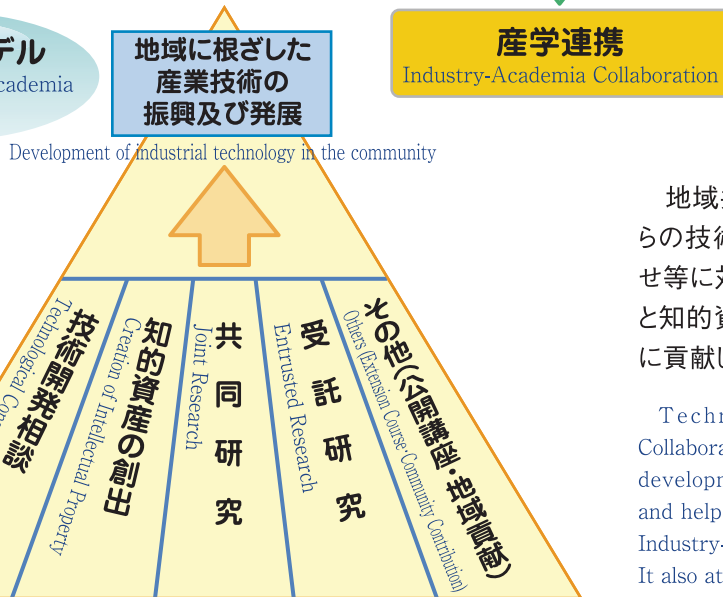 デル
cademia
地域に根ざした
産業技術の
振興及び発展
Development of industrial technology in the community
産学連携
Industry-Academia Collaboration
技術開発相談
Technological Con
知的資産の創出
Creation of Intellectual Property
共同研究
Joint Research
受託研究
Entrusted Research
その他(公開講座・地域貢献)
Others (Extension Course·Community Contribution)
地域
らの技術
せ等に
と知的資
に貢献し
Techn
Collabora
developm
and help
Industry-
It also at